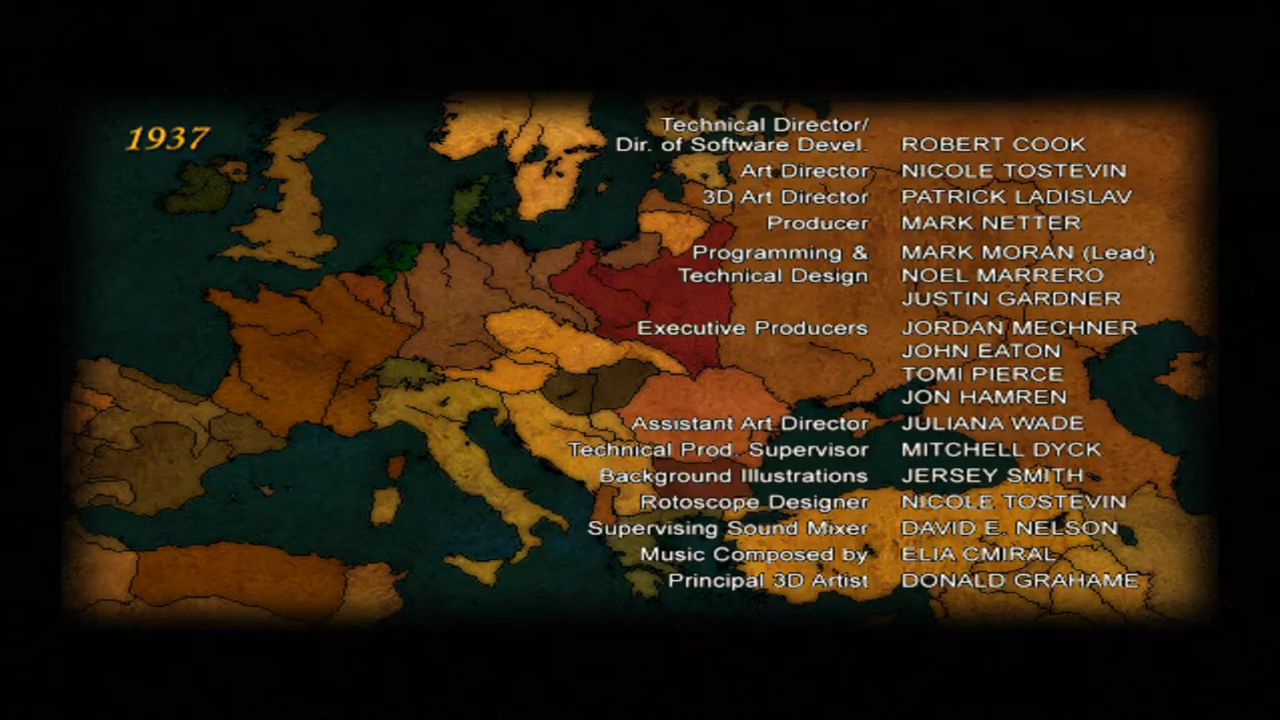 1937
Technical Director/
Dir. of Software Devel. ROBERT COOK
Art Director NICOLE TOSTEVIN
3D Art Director PATRICK LADISLAV
Producer MARK NETTER
Programming & MARK MORAN (Lead)
Technical Design NOEL MARRERO
JUSTIN GARDNER
Executive Producers JORDAN MECHNER
JOHN EATON
TOMI PIERCE
JON HAMREN
Assistant Art Director JULIANA WADE
Technical Prod. Supervisor MITCHELL DYCK
Background Illustrations JERSEY SMITH
Rotoscope Designer NICOLE TOSTEVIN
Supervising Sound Mixer DAVID E. NELSON
Music Composed by ELIA CMIRAL
Principal 3D Artist DONALD GRAHAME